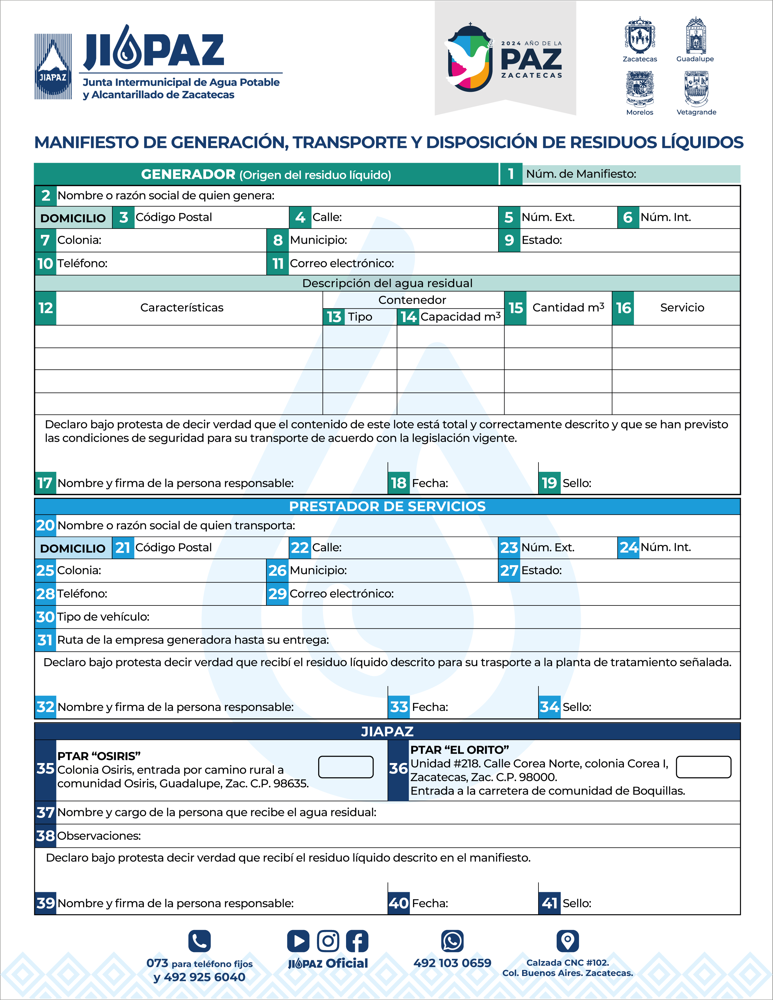 JIAPAZ
JIAPAZ
Junta Intermunicipal de Agua Potable
y Alcantarillado de Zacatecas
2024 AÑO DE LA
PAZ
ZACATECAS
Zacatecas
Guadalupe
Morelos
Vetagrande
MANIFIESTO DE GENERACIÓN, TRANSPORTE Y DISPOSICIÓN DE RESIDUOS LÍQUIDOS
GENERADOR (Origen del residuo líquido) 1 Núm. de Manifiesto:
2 Nombre o razón social de quien genera:
DOMICILIO 3 Código Postal 4 Calle: 5 Núm. Ext. 6 Núm. Int.
7 Colonia: 8 Municipio: 9 Estado:
10 Teléfono: 11 Correo electrónico:
Descripción del agua residual
12 Características Contenedor 15 Cantidad m³ 16 Servicio
13 Tipo 14 Capacidad m³
Declaro bajo protesta de decir verdad que el contenido de este lote está total y correctamente descrito y que se han previsto
las condiciones de seguridad para su transporte de acuerdo con la legislación vigente.
17 Nombre y firma de la persona responsable: 18 Fecha: 19 Sello:
PRESTADOR DE SERVICIOS
20 Nombre o razón social de quien transporta:
DOMICILIO 21 Código Postal 22 Calle: 23 Núm. Ext. 24 Núm. Int.
25 Colonia: 26 Municipio: 27 Estado:
28 Teléfono: 29 Correo electrónico:
30 Tipo de vehículo:
31 Ruta de la empresa generadora hasta su entrega:
Declaro bajo protesta decir verdad que recibí el residuo líquido descrito para su trasporte a la planta de tratamiento señalada.
32 Nombre y firma de la persona responsable: 33 Fecha: 34 Sello:
JIAPAZ
35 PTAR “OSIRIS”
Colonia Osiris, entrada por camino rural a
comunidad Osiris, Guadalupe, Zac. C.P. 98635.
36 PTAR “EL ORITO”
Unidad #218. Calle Corea Norte, colonia Corea I,
Zacatecas, Zac. C.P. 98000.
Entrada a la carretera de comunidad de Boquillas.
37 Nombre y cargo de la persona que recibe el agua residual:
38 Observaciones:
Declaro bajo protesta decir verdad que recibí el residuo líquido descrito en el manifiesto.
39 Nombre y firma de la persona responsable: 40 Fecha: 41 Sello:
073 para teléfono fijos
y 492 925 6040
JIAPAZ Oficial
492 103 0659
Calzada CNC #102.
Col. Buenos Aires. Zacatecas.